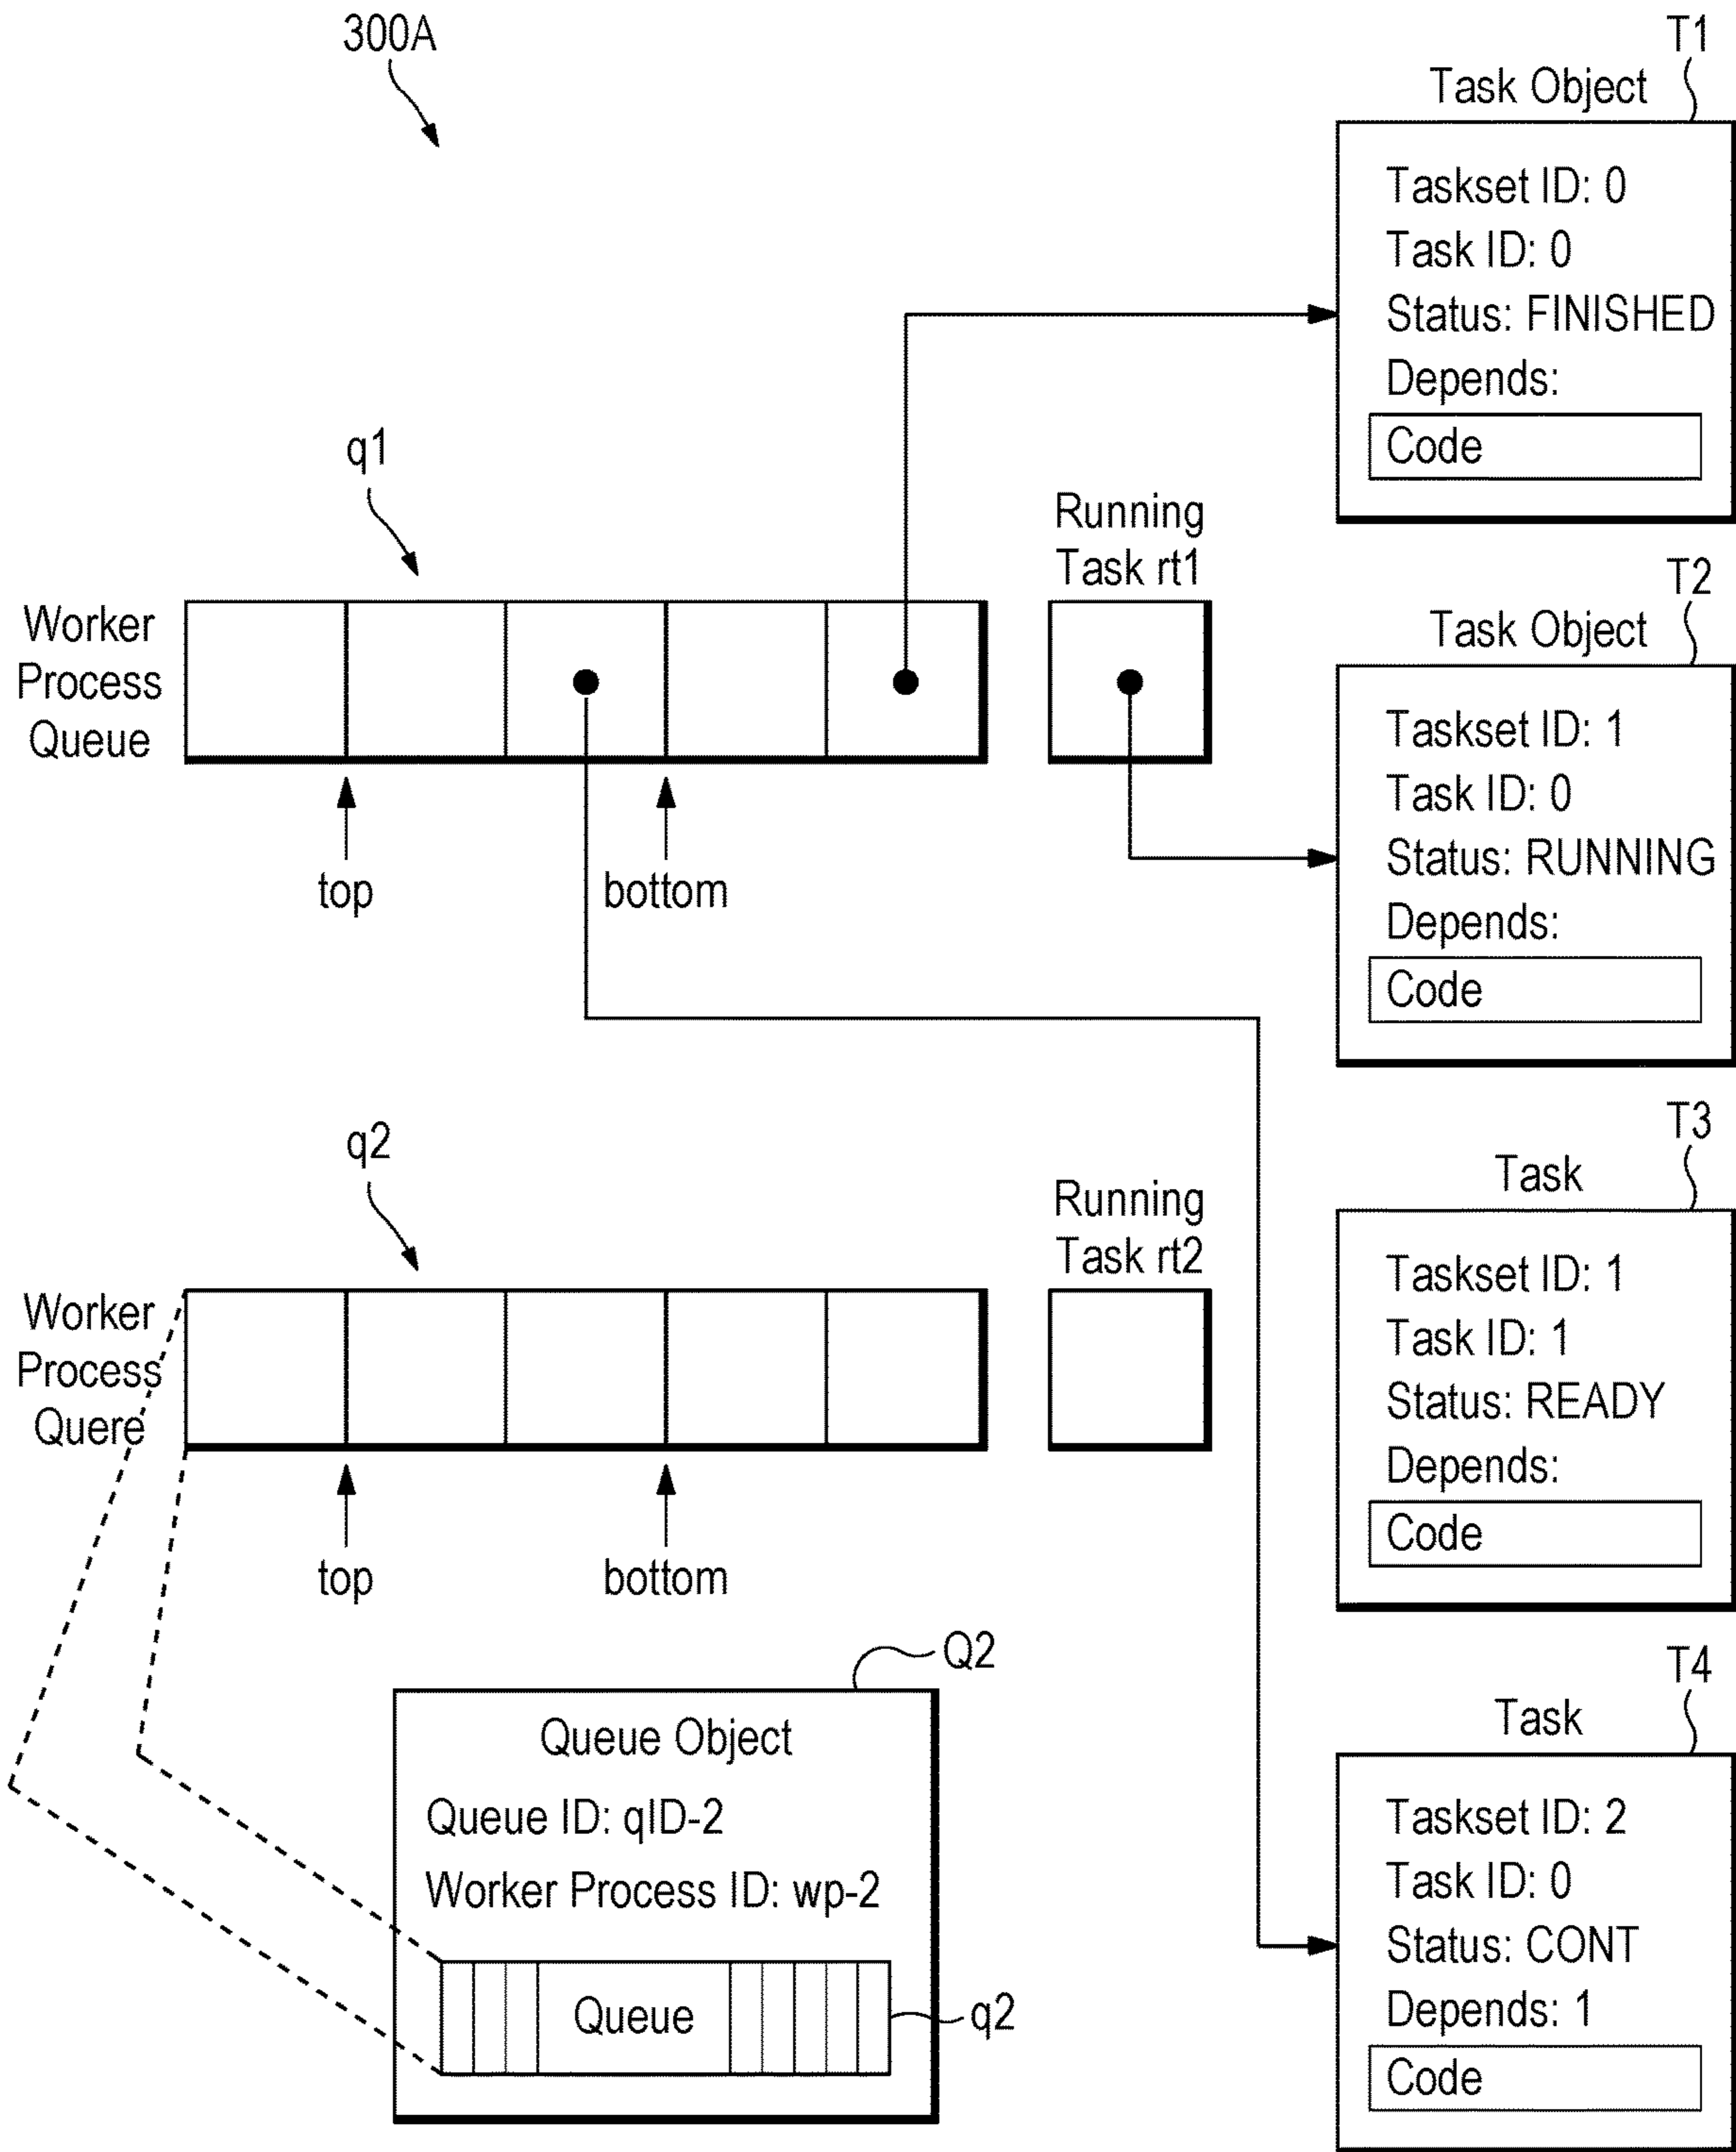 300A
T1
Task Object
Taskset ID: 0
Task ID: 0
Status: FINISHED
Depends:
Code
q1
Running
Task rt1
Worker
Process
Queue
top
bottom
T2
Task Object
Taskset ID: 1
Task ID: 0
Status: RUNNING
Depends:
Code
q2
Running
Task rt2
Worker
Process
Quere
top
bottom
T3
Task
Taskset ID: 1
Task ID: 1
Status: READY
Depends:
Code
Q2
Queue Object
Queue ID: qID-2
Worker Process ID: wp-2
Queue
q2
T4
Task
Taskset ID: 2
Task ID: 0
Status: CONT
Depends: 1
Code